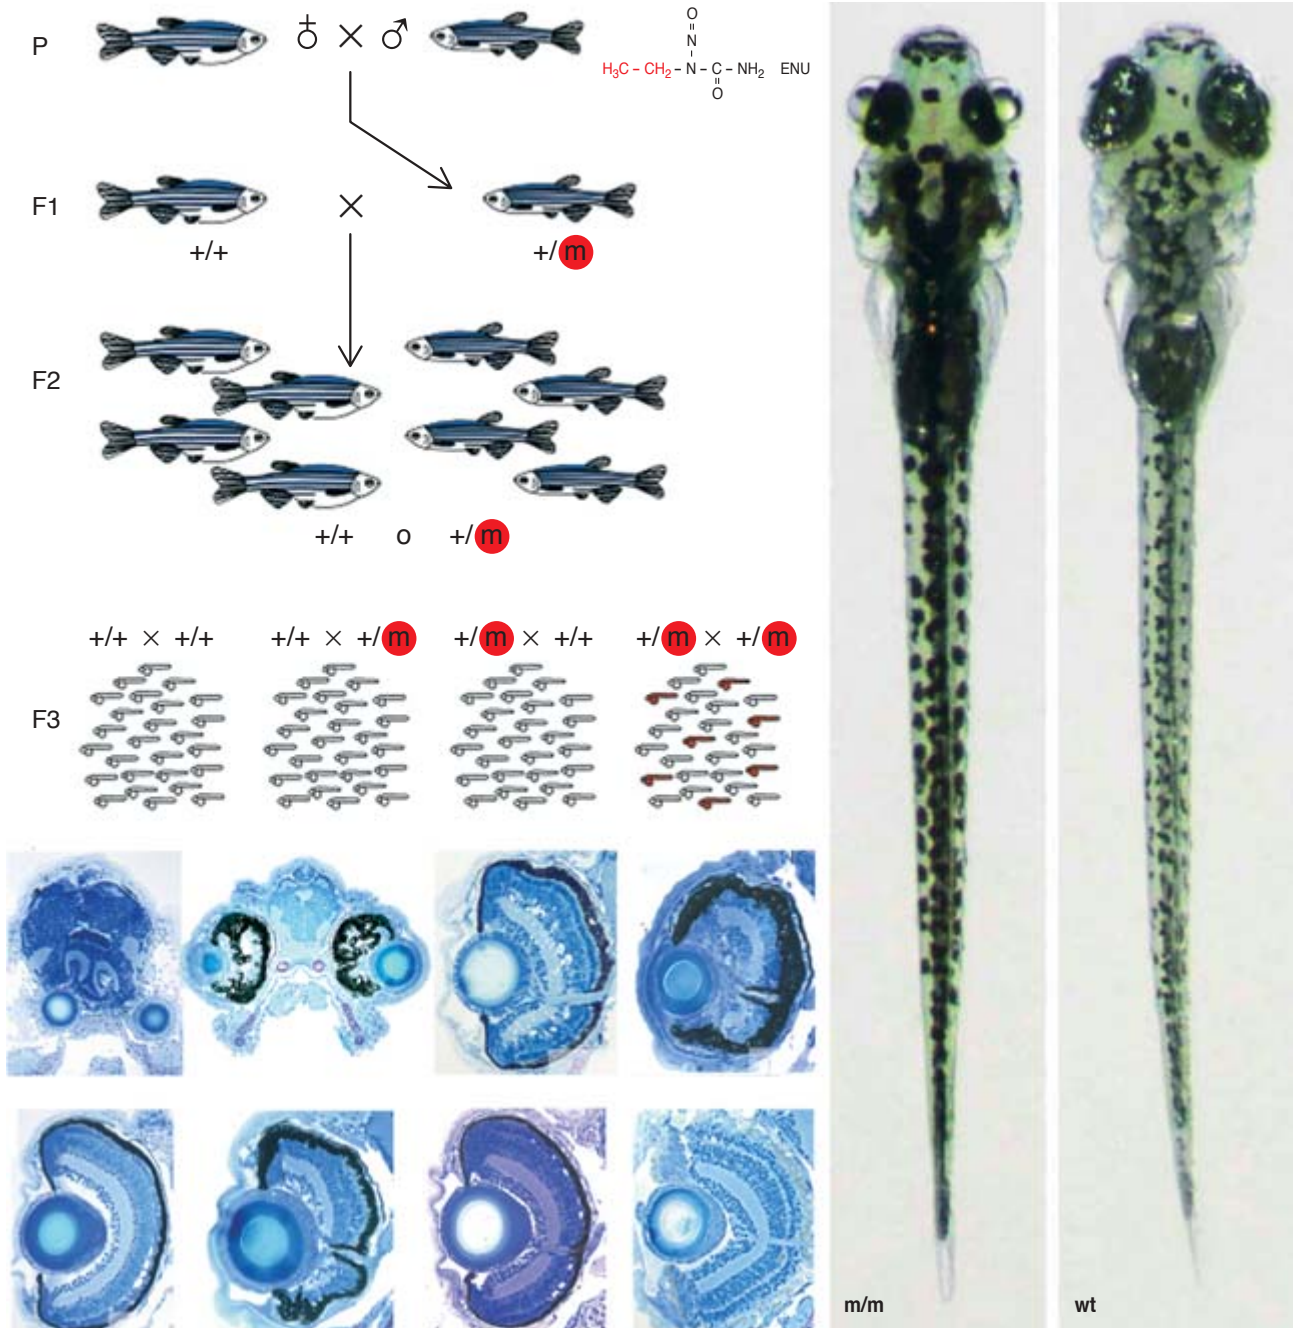 P ♀ × ♂
O
N
H₃C – CH₂ – N – C – NH₂ ENU
O
F1 ×
+/+ +/m
F2
+/+ o +/m
+/+ × +/+ +/+ × +/m +/m × +/+ +/m × +/m
F3
m/m wt